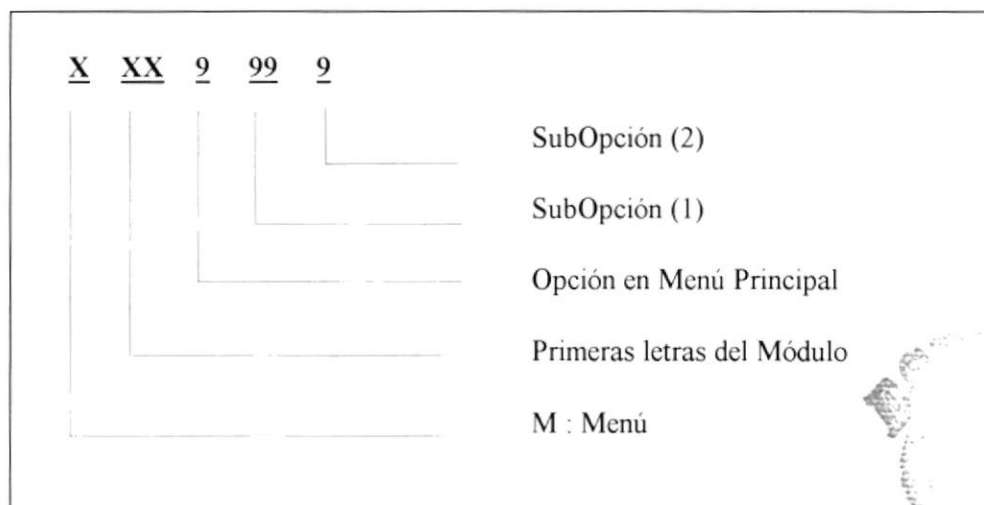 X XX 9 99 9
SubOpción (2)
SubOpción (1)
Opción en Menú Principal
Primeras letras del Módulo
M : Menú